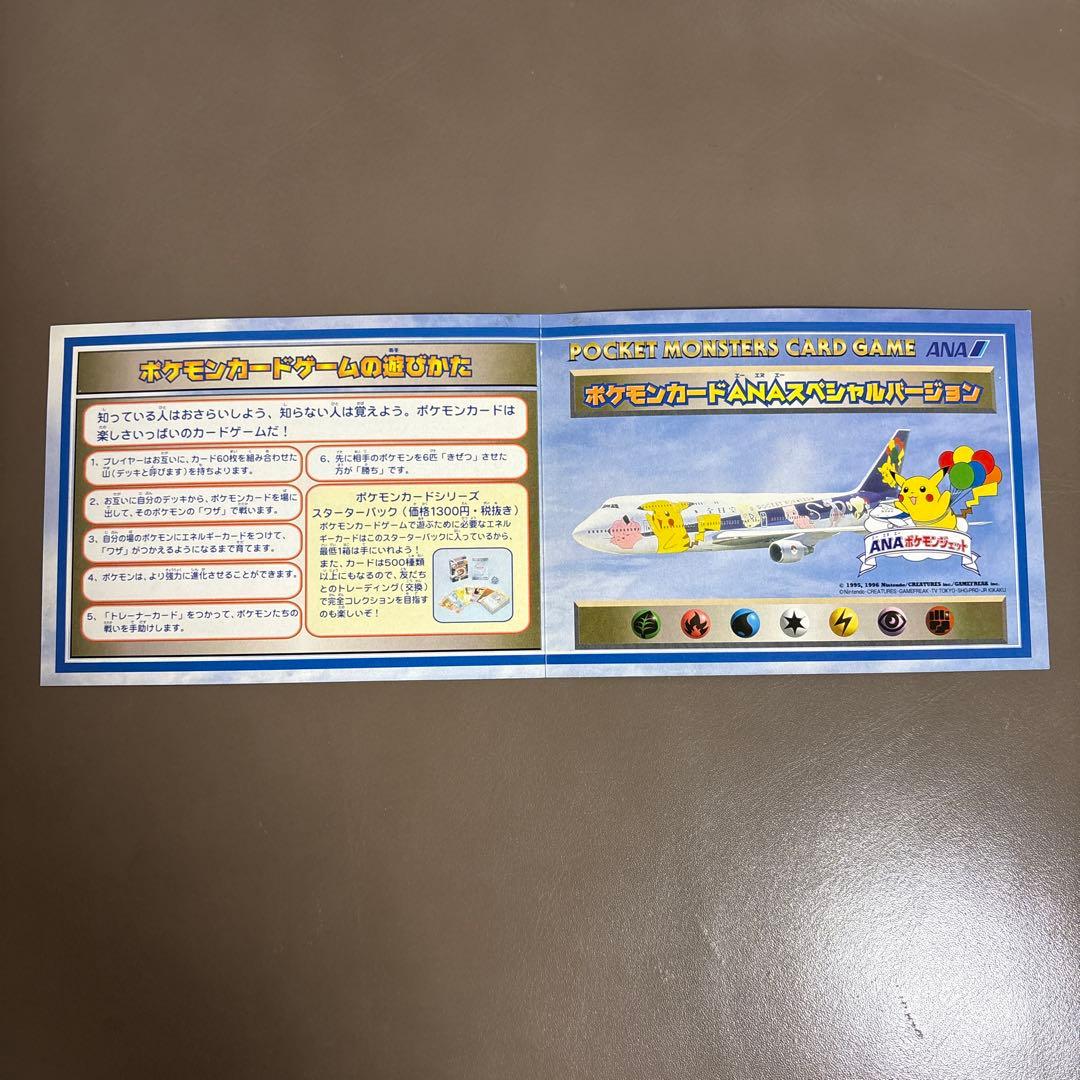 ポケモンカードゲームの遊びかた
知っている人はおさらいしよう、知らない人は覚えよう。ポケモンカードは
楽しさいっぱいのカードゲームだ！
1、プレイヤーはお互いに、カード60枚を組み合わせた
山(デッキと呼びます)を持ちよります。
2、お互いに自分のデッキから、ポケモンカードを場に
出して、そのポケモンの「ワザ」で戦います。
3、自分の場のポケモンにエネルギーカードをつけて、
「ワザ」がつかえるようになるまで育てます。
4、ポケモンは、より強力に進化させることができます。
5、「トレーナーカード」をつかって、ポケモンたちの
戦いを手助けします。
6、先に相手のポケモンを6匹「きぜつ」させた
方が「勝ち」です。
ポケモンカードシリーズ
スターターパック(価格1300円・税抜き)
ポケモンカードゲームで遊ぶために必要なエネル
ギーカードはこのスターターパックに入っているから、
最低1箱は手にいれよう！
また、カードは500種類
以上にもなるので、友だち
とのトレーディング(交換)
で完全コレクションを目指す
のも楽しいぞ！
POCKET MONSTERS CARD GAME ANA
エー エヌ エー
ポケモンカードANAスペシャルバージョン
全日空
ANAポケモンジェット
© 1995, 1996 Nintendo/CREATURES inc./GAMEFREAK inc.
©Nintendo・CREATURES・GAMEFREAK・TV TOKYO・SHO.PRO・JR KIKAKU